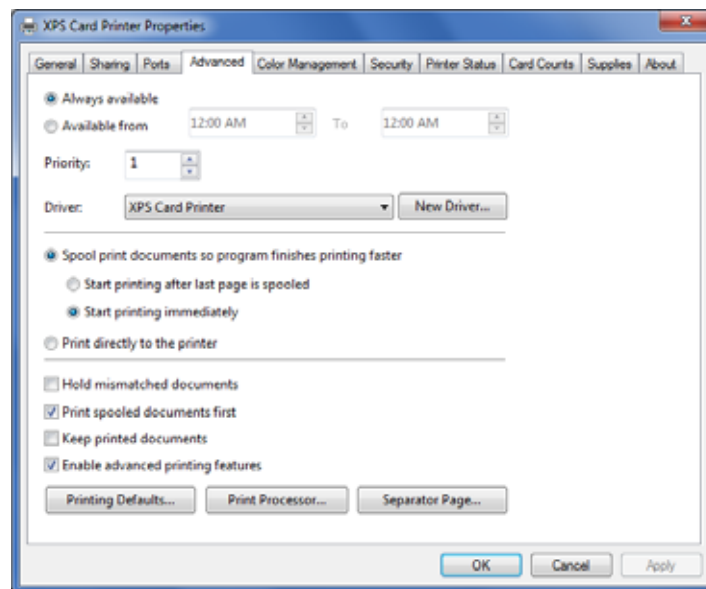 XPS Card Printer Properties
General Sharing Ports Advanced Color Management Security Printer Status Card Counts Supplies About
Always available
Available from 12:00 AM To 12:00 AM
Priority: 1
Driver: XPS Card Printer New Driver...
Spool print documents so program finishes printing faster
Start printing after last page is spooled
Start printing immediately
Print directly to the printer
Hold mismatched documents
Print spooled documents first
Keep printed documents
Enable advanced printing features
Printing Defaults... Print Processor... Separator Page...
OK Cancel Apply